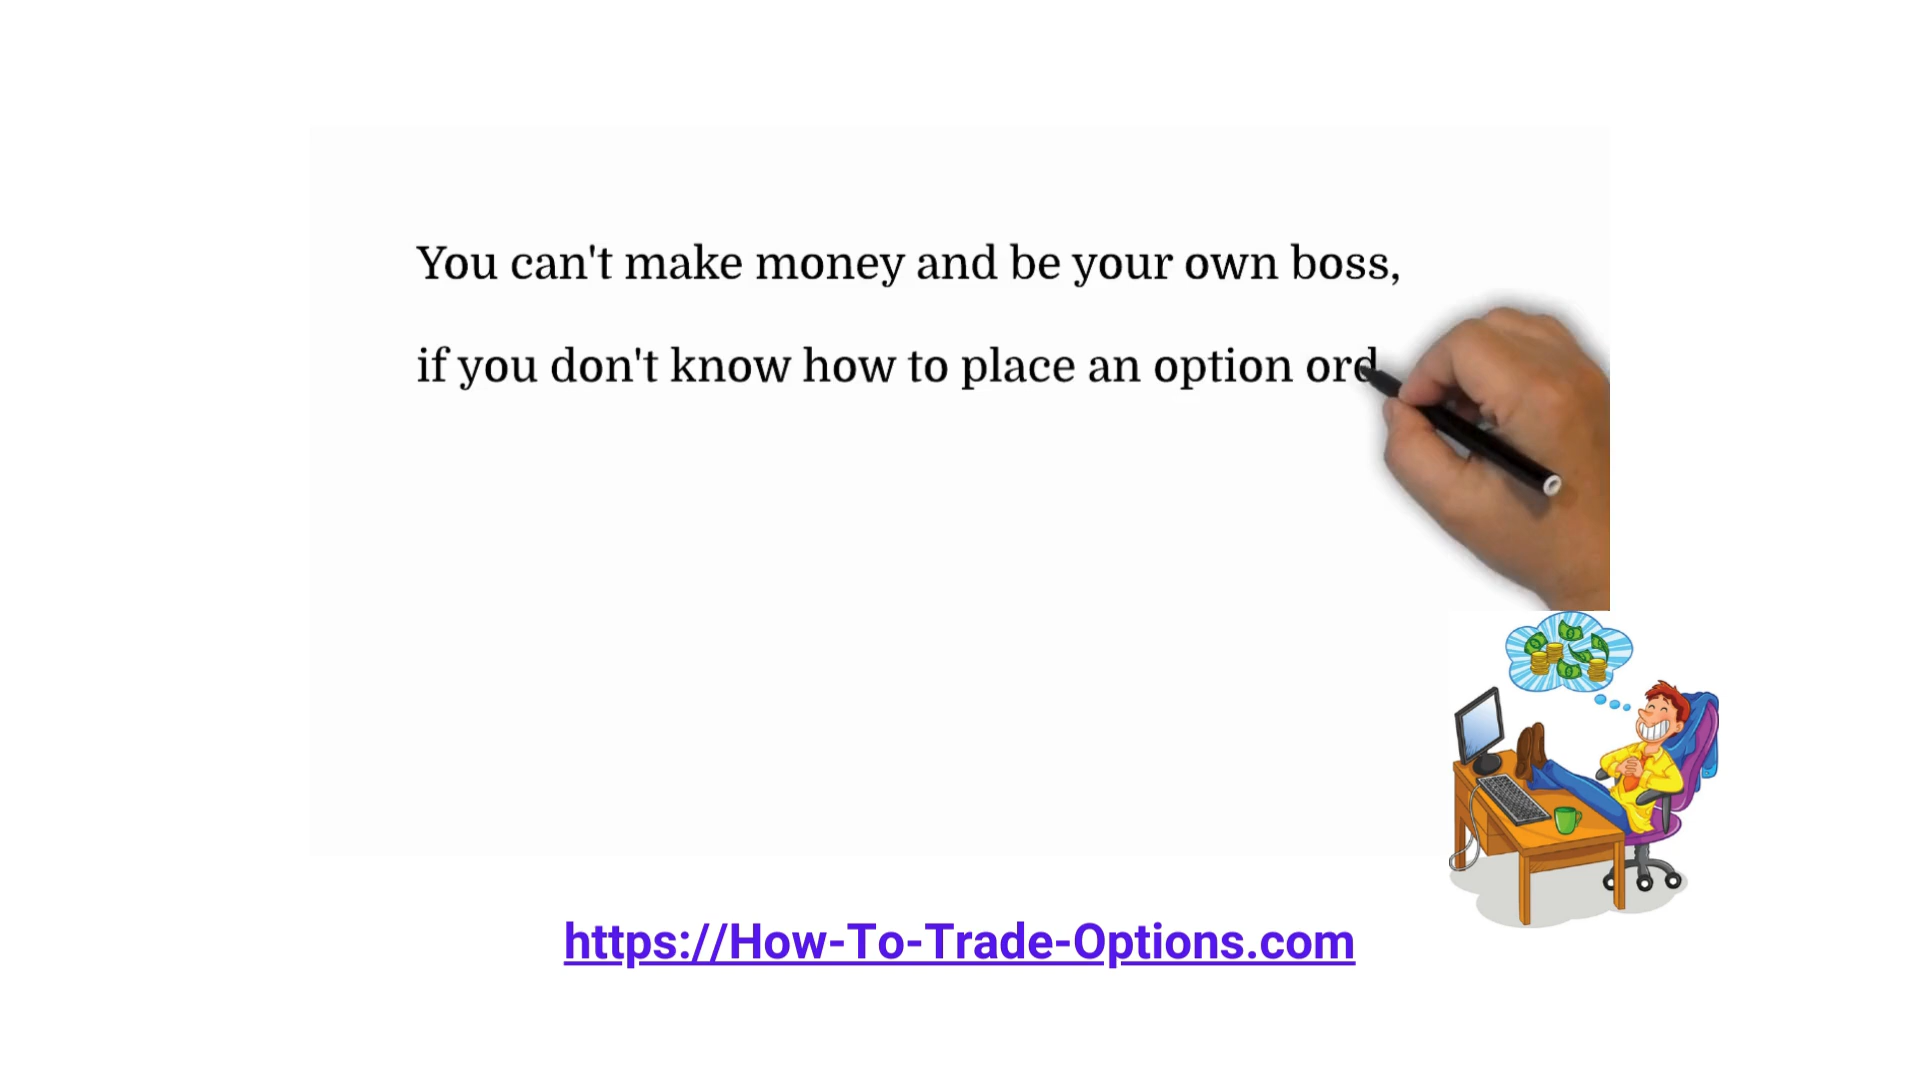 You can't make money and be your own boss,
if you don't know how to place an option ord
https://How-To-Trade-Options.com